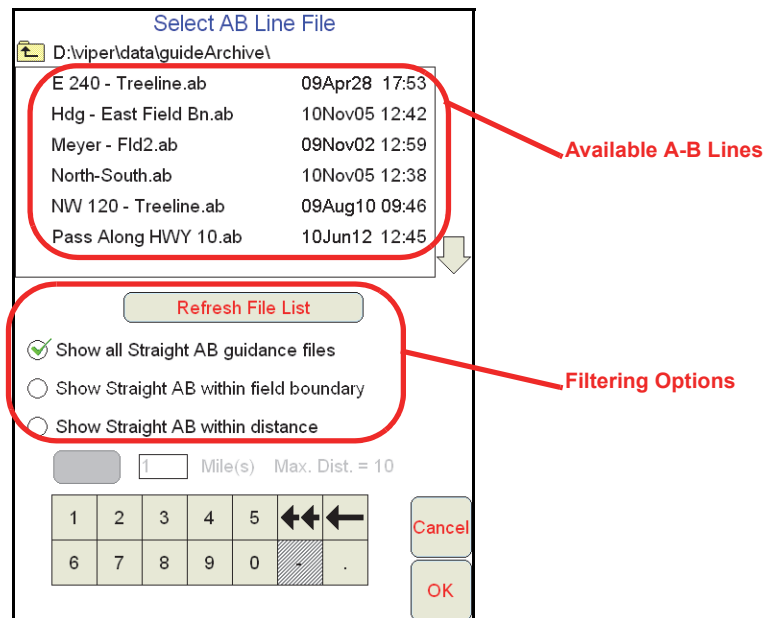 Select AB Line File
D:\viper\data\guideArchive\
E 240 - Treeline.ab 09Apr28 17:53
Hdg - East Field Bn.ab 10Nov05 12:42
Meyer - Fld2.ab 09Nov02 12:59
North-South.ab 10Nov05 12:38
NW 120 - Treeline.ab 09Aug10 09:46
Pass Along HWY 10.ab 10Jun12 12:45
Available A-B Lines
Refresh File List
Show all Straight AB guidance files
Show Straight AB within field boundary
Show Straight AB within distance
Filtering Options
1 Mile(s) Max. Dist. = 10
1 2 3 4 5
Cancel
6 7 8 9 0 - .
OK